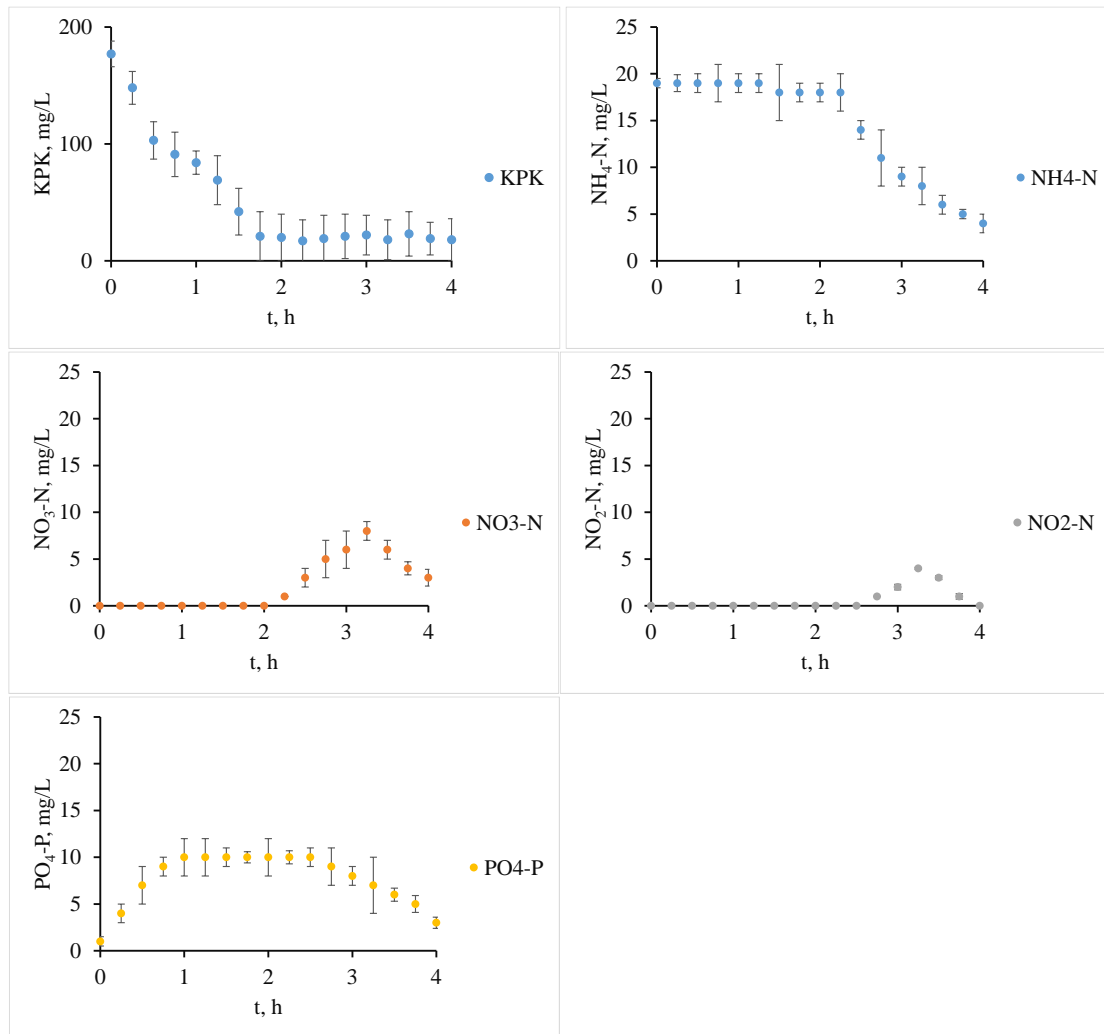 200
100
0
KPK, mg/L
0 1 2 3 4
t, h
KPK
25
20
15
10
5
0
NH₄-N, mg/L
0 1 2 3 4
t, h
NH4-N
25
20
15
10
5
0
NO₃-N, mg/L
0 1 2 3 4
t, h
NO3-N
25
20
15
10
5
0
NO₂-N, mg/L
0 1 2 3 4
t, h
NO2-N
25
20
15
10
5
0
PO₄-P, mg/L
0 1 2 3 4
t, h
PO4-P